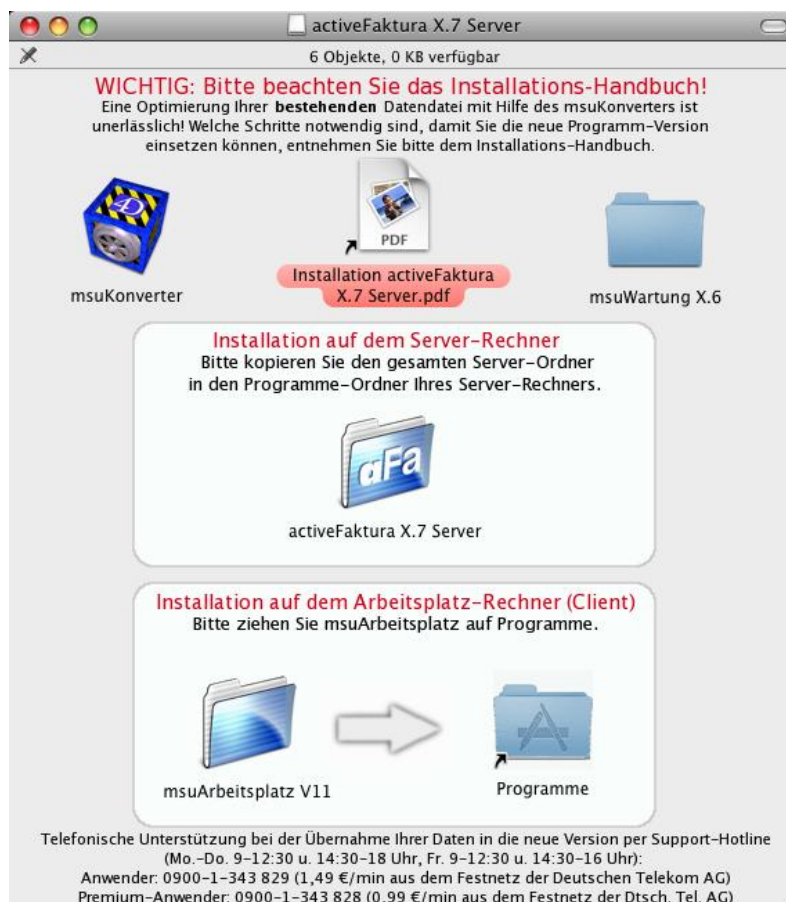 activeFaktura X.7 Server
6 Objekte, 0 KB verfügbar
WICHTIG: Bitte beachten Sie das Installations-Handbuch!
Eine Optimierung Ihrer bestehenden Datendatei mit Hilfe des msuKonverters ist
unerlässlich! Welche Schritte notwendig sind, damit Sie die neue Programm-Version
einsetzen können, entnehmen Sie bitte dem Installations-Handbuch.
4D
PDF
msuKonverter
Installation activeFaktura
X.7 Server.pdf
msuWartung X.6
Installation auf dem Server-Rechner
Bitte kopieren Sie den gesamten Server-Ordner
in den Programme-Ordner Ihres Server-Rechners.
aFa
activeFaktura X.7 Server
Installation auf dem Arbeitsplatz-Rechner (Client)
Bitte ziehen Sie msuArbeitsplatz auf Programme.
msuArbeitsplatz V11
Programme
Telefonische Unterstützung bei der Übernahme Ihrer Daten in die neue Version per Support-Hotline
(Mo.-Do. 9-12:30 u. 14:30-18 Uhr, Fr. 9-12:30 u. 14:30-16 Uhr):
Anwender: 0900-1-343 829 (1,49 €/min aus dem Festnetz der Deutschen Telekom AG)
Premium-Anwender: 0900-1-343 828 (0,99 €/min aus dem Festnetz der Dtsch. Tel. AG)